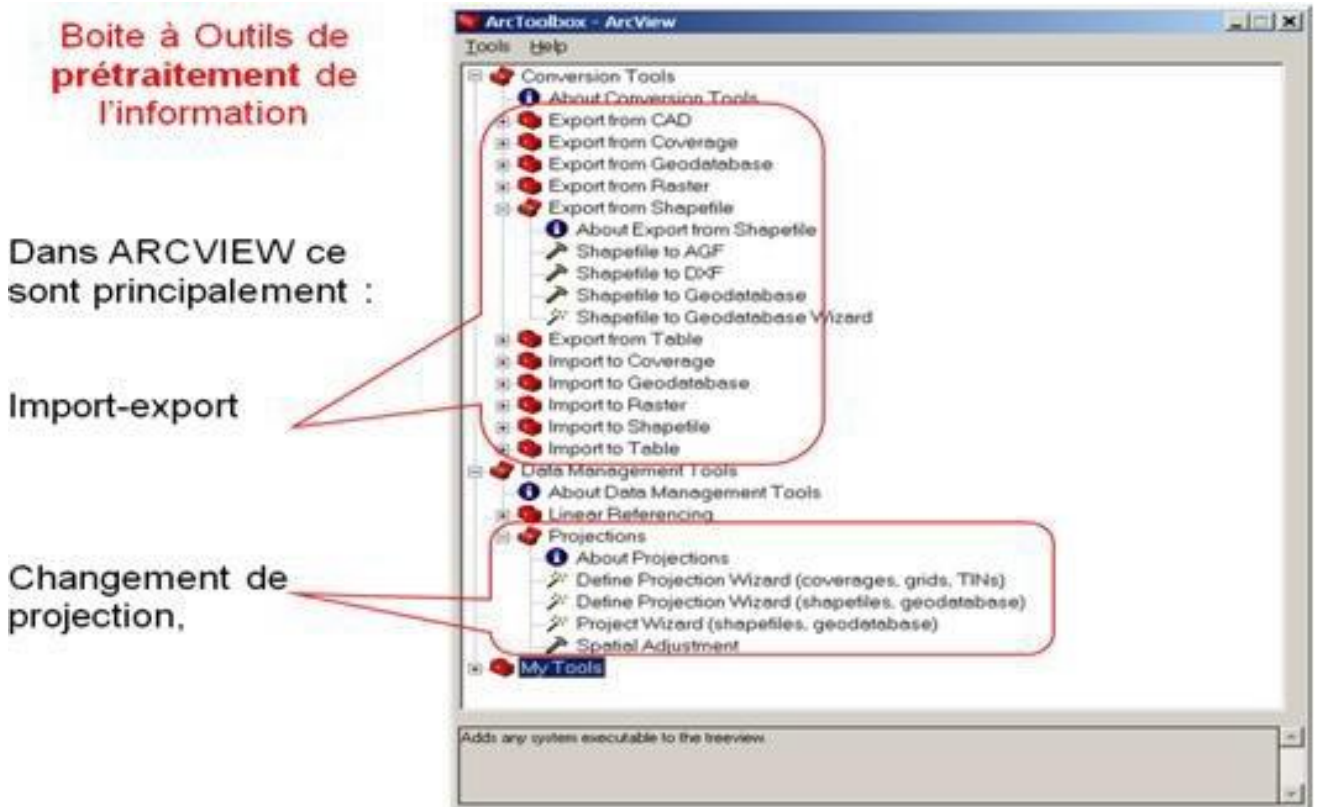 Boite à Outils de
prétraitement de
l'information
Dans ARCVIEW ce
sont principalement :
Import-export
Changement de
projection,
ArcToolbox - ArcView
Tools Help
Conversion Tools
About Conversion Tools
Export from CAD
Export from Coverage
Export from Geodatabase
Export from Raster
Export from Shapefile
About Export from Shapefile
Shapefile to AGF
Shapefile to DXF
Shapefile to Geodatabase
Shapefile to Geodatabase Wizard
Export from Table
Import to Coverage
Import to Geodatabase
Import to Raster
Import to Shapefile
Import to Table
Data Management Tools
About Data Management Tools
Linear Referencing
Projections
About Projections
Define Projection Wizard (coverages, grids, TINs)
Define Projection Wizard (shapefiles, geodatabase)
Project Wizard (shapefiles, geodatabase)
Spatial Adjustment
My Tools
Adds any system executable to the treeview